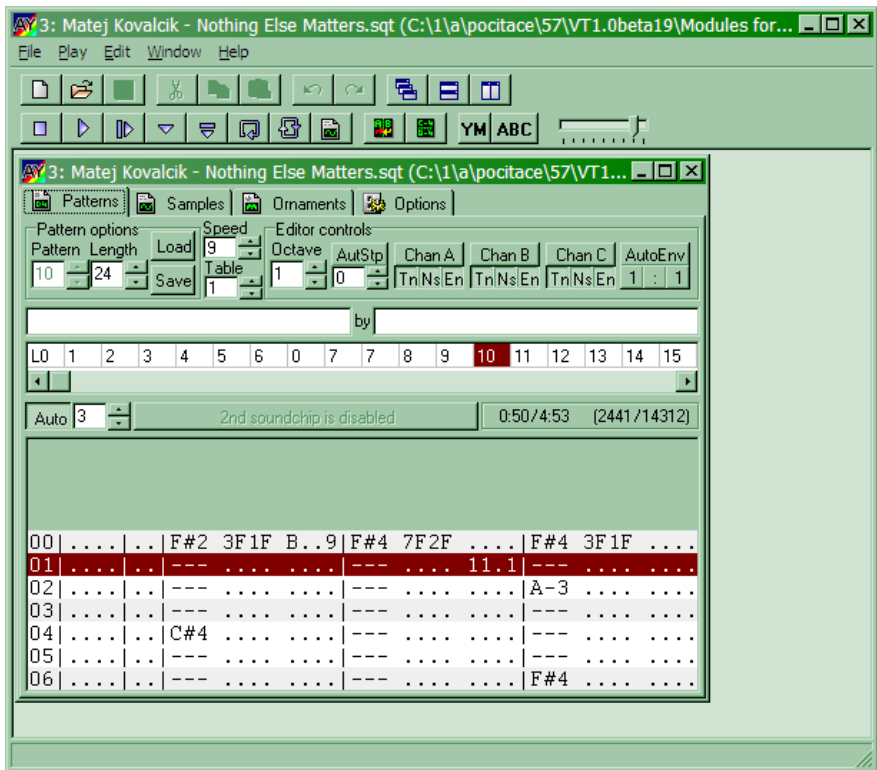 3: Matej Kovalcik - Nothing Else Matters.sqt (C:\1\a\pocitace\57\VT1.0beta19\Modules for...
File Play Edit Window Help
YM ABC
3: Matej Kovalcik - Nothing Else Matters.sqt (C:\1\a\pocitace\57\VT1...
Patterns Samples Ornaments Options
Pattern options Speed Editor controls
Pattern Length Load 9 Octave AutStp Chan A Chan B Chan C AutoEnv
10 24 Save Table 1 1 0 Tn Ns En Tn Ns En Tn Ns En 1 : 1
by
L0 1 2 3 4 5 6 0 7 7 8 9 10 11 12 13 14 15
Auto 3 2nd soundchip is disabled 0:50/4:53 (2441/14312)
00|....|..|F#2 3F1F B..9|F#4 7F2F ....|F#4 3F1F ....
01|....|..|--- .... ....|--- .... 11.1|--- .... ....
02|....|..|--- .... ....|--- .... ....|A-3 .... ....
03|....|..|--- .... ....|--- .... ....|--- .... ....
04|....|..|C#4 .... ....|--- .... ....|--- .... ....
05|....|..|--- .... ....|--- .... ....|--- .... ....
06|....|..|--- .... ....|--- .... ....|F#4 .... ....